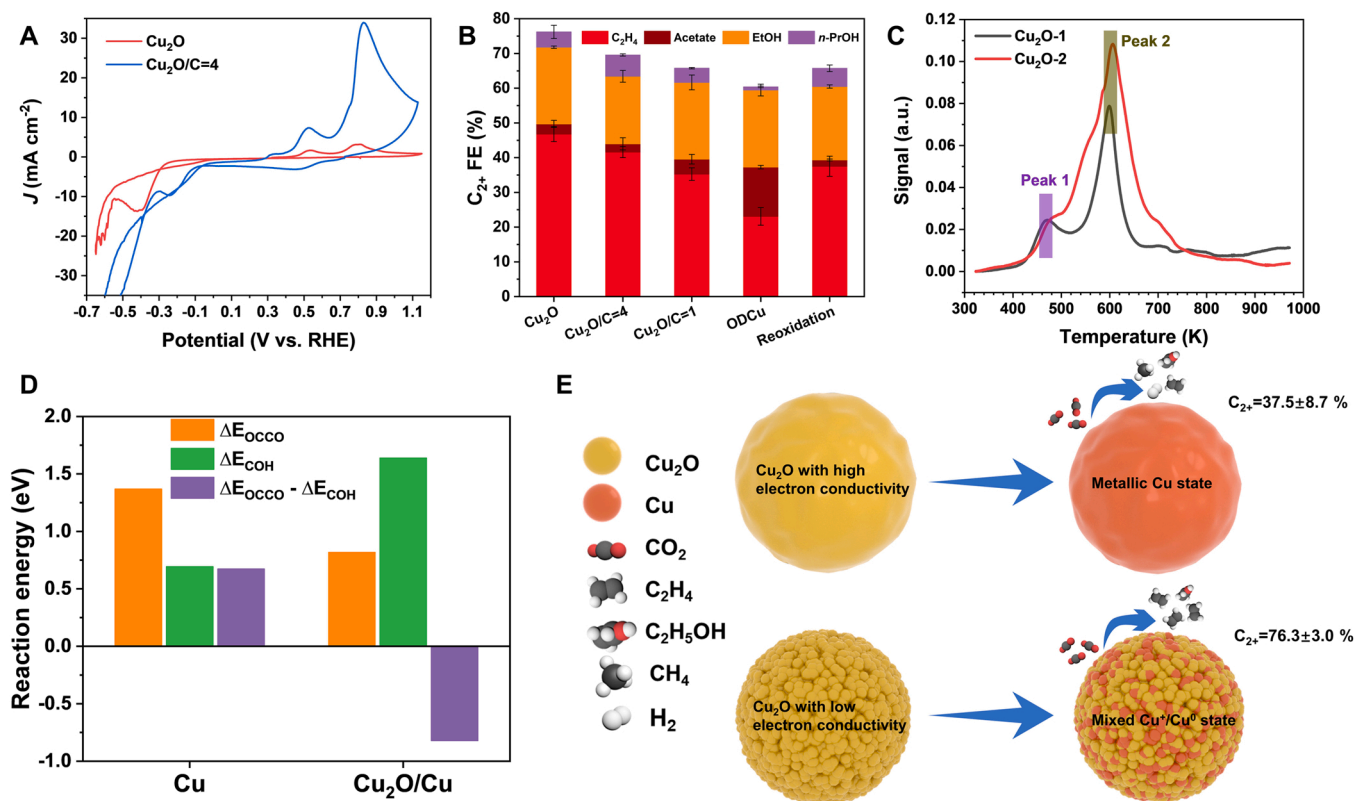 A
Cu₂O
Cu₂O/C=4
J (mA cm⁻²)
30
20
10
0
-10
-20
-30
-0.7 -0.5 -0.3 -0.1 0.1 0.3 0.5 0.7 0.9 1.1
Potential (V vs. RHE)
B
C₂H₄ Acetate EtOH n-PrOH
C₂₊ FE (%)
80
70
60
50
40
30
20
10
0
Cu₂O Cu₂O/C=4 Cu₂O/C=1 ODCu Reoxidation
C
Cu₂O-1
Cu₂O-2
Peak 2
Peak 1
Signal (a.u.)
0.12
0.10
0.08
0.06
0.04
0.02
0.00
300 400 500 600 700 800 900 1000
Temperature (K)
D
ΔE_OCCO
ΔE_COH
ΔE_OCCO - ΔE_COH
Reaction energy (eV)
2.0
1.5
1.0
0.5
0.0
-0.5
-1.0
Cu Cu₂O/Cu
E
Cu₂O
Cu
CO₂
C₂H₄
C₂H₅OH
CH₄
H₂
Cu₂O with high
electron conductivity
Metallic Cu state
C₂₊=37.5±8.7 %
Cu₂O with low
electron conductivity
Mixed Cu⁺/Cu⁰ state
C₂₊=76.3±3.0 %